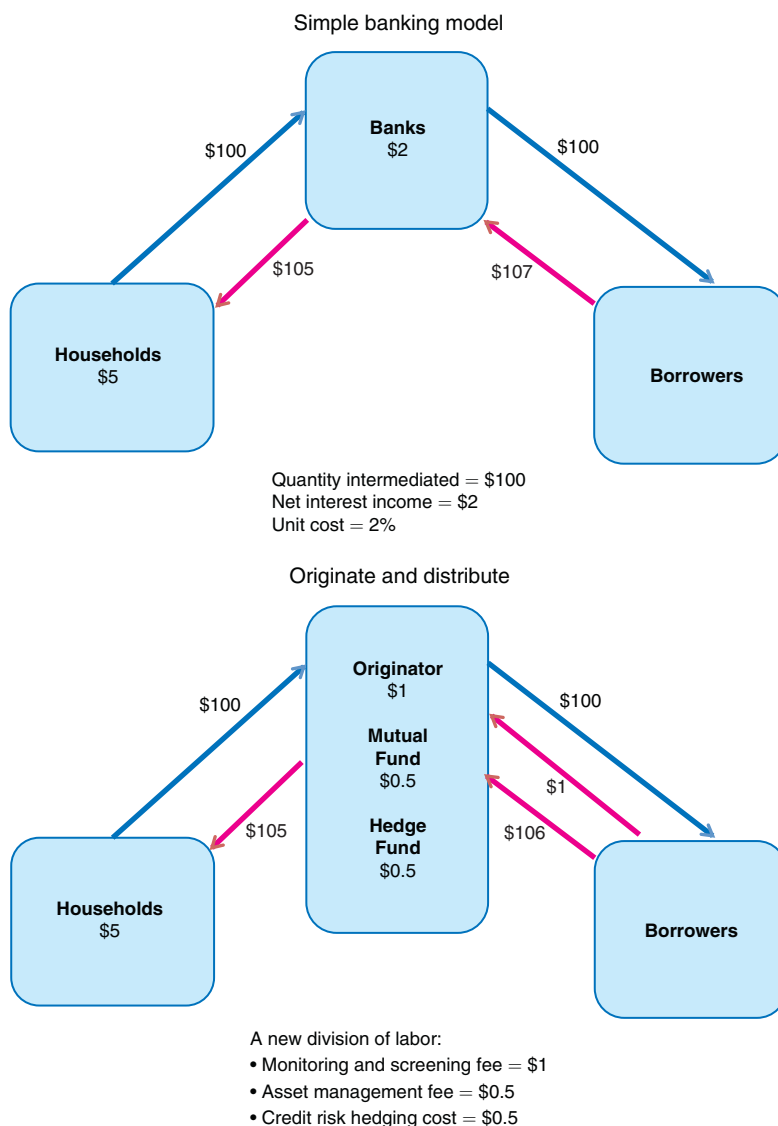 Simple banking model
Banks
$2
$100
$100
$105
$107
Households
$5
Borrowers
Quantity intermediated = $100
Net interest income = $2
Unit cost = 2%
Originate and distribute
Originator
$1
$100
$100
Mutual
Fund
$0.5
$1
$105
$106
Hedge
Fund
$0.5
Households
$5
Borrowers
A new division of labor:
• Monitoring and screening fee = $1
• Asset management fee = $0.5
• Credit risk hedging cost = $0.5